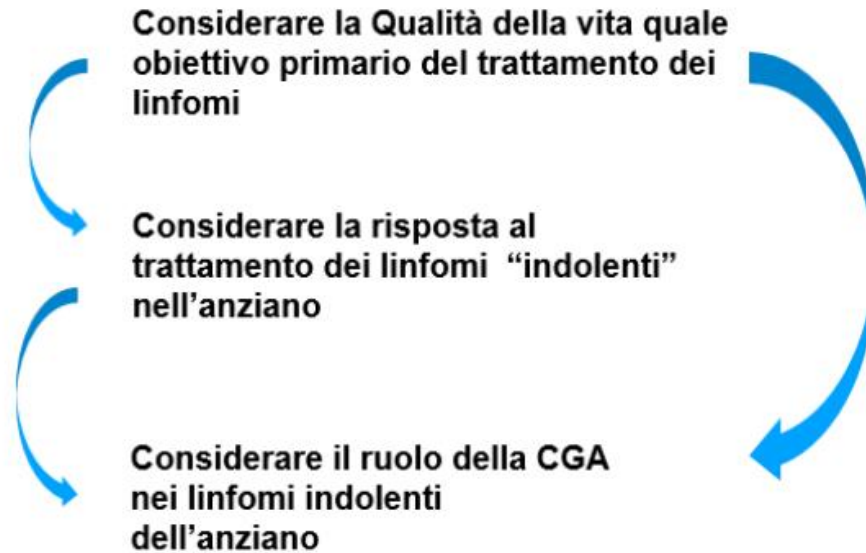 Considerare la Qualità della vita quale
obiettivo primario del trattamento dei
linfomi
Considerare la risposta al
trattamento dei linfomi “indolenti”
nell’anziano
Considerare il ruolo della CGA
nei linfomi indolenti
dell’anziano